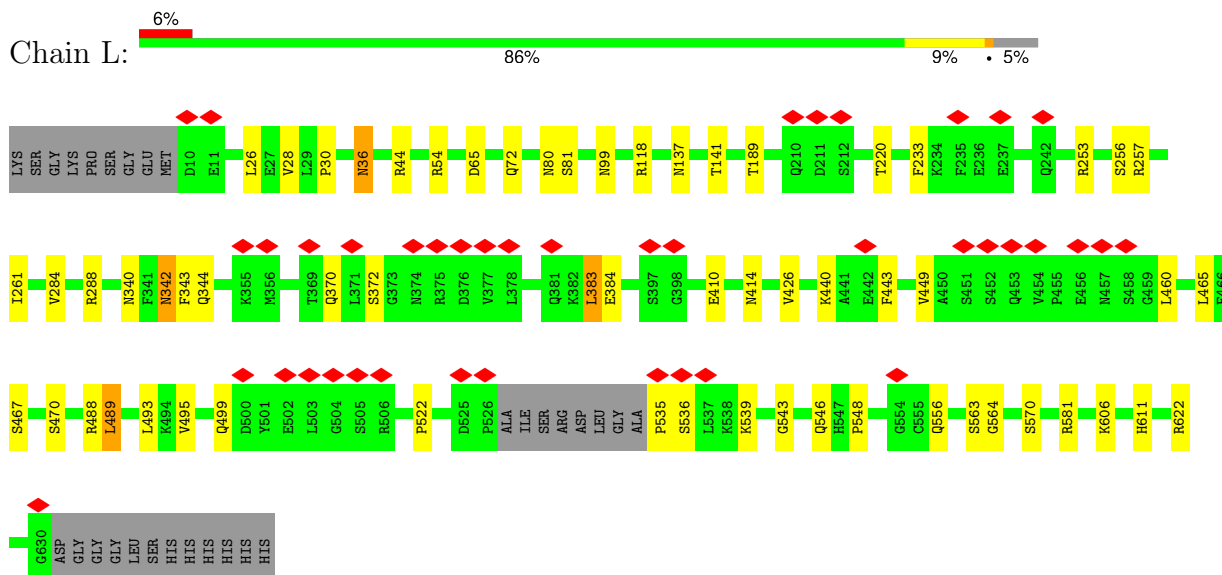 6%
Chain L:
86% 9% • 5%
LYS SER GLY LYS PRO SER GLY GLU MET D10 E11 L26 E27 V28 L29 P30 N36 R44 R54 D65 Q72 N80 S81 N99 R118 N137 T141 T189 Q210 D211 S212 T220 F233 K234 F235 E236 E237 Q242 R253 S256 R257
I261 V284 R288 N340 F341 N342 F343 Q344 K355 M356 T369 Q370 L371 S372 G373 N374 R375 D376 V377 L378 Q381 K382 L383 E384 S397 G398 E410 N414 V426 K440 A441 E442 F443 V449 A450 S451 S452 Q453 V454 P455 E456 N457 S458 G459 L460 L465
S467 S470 R488 L489 L493 K494 V495 Q499 D500 Y501 E502 L503 G504 S505 R506 P522 D525 P526 ALA ILE SER ARG ASP LEU GLY ALA P535 S536 L537 K538 K539 G543 Q546 H547 P548 G554 C555 Q556 S563 G564 S570 R581 K606 H611 R622
G630 ASP GLY GLY GLY LEU SER HIS HIS HIS HIS HIS HIS